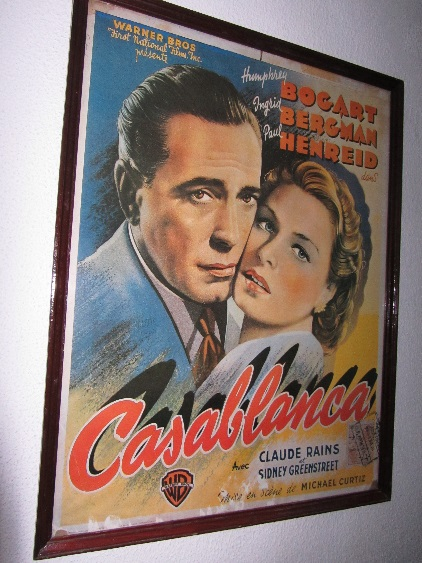 WARNER BROS
First National Films, Inc.
présente
Humphrey
BOGART
Ingrid
BERGMAN
Paul
HENREID
dans
Casablanca
Avec CLAUDE RAINS
et
SIDNEY GREENSTREET
Mise en scène de MICHAEL CURTIZ